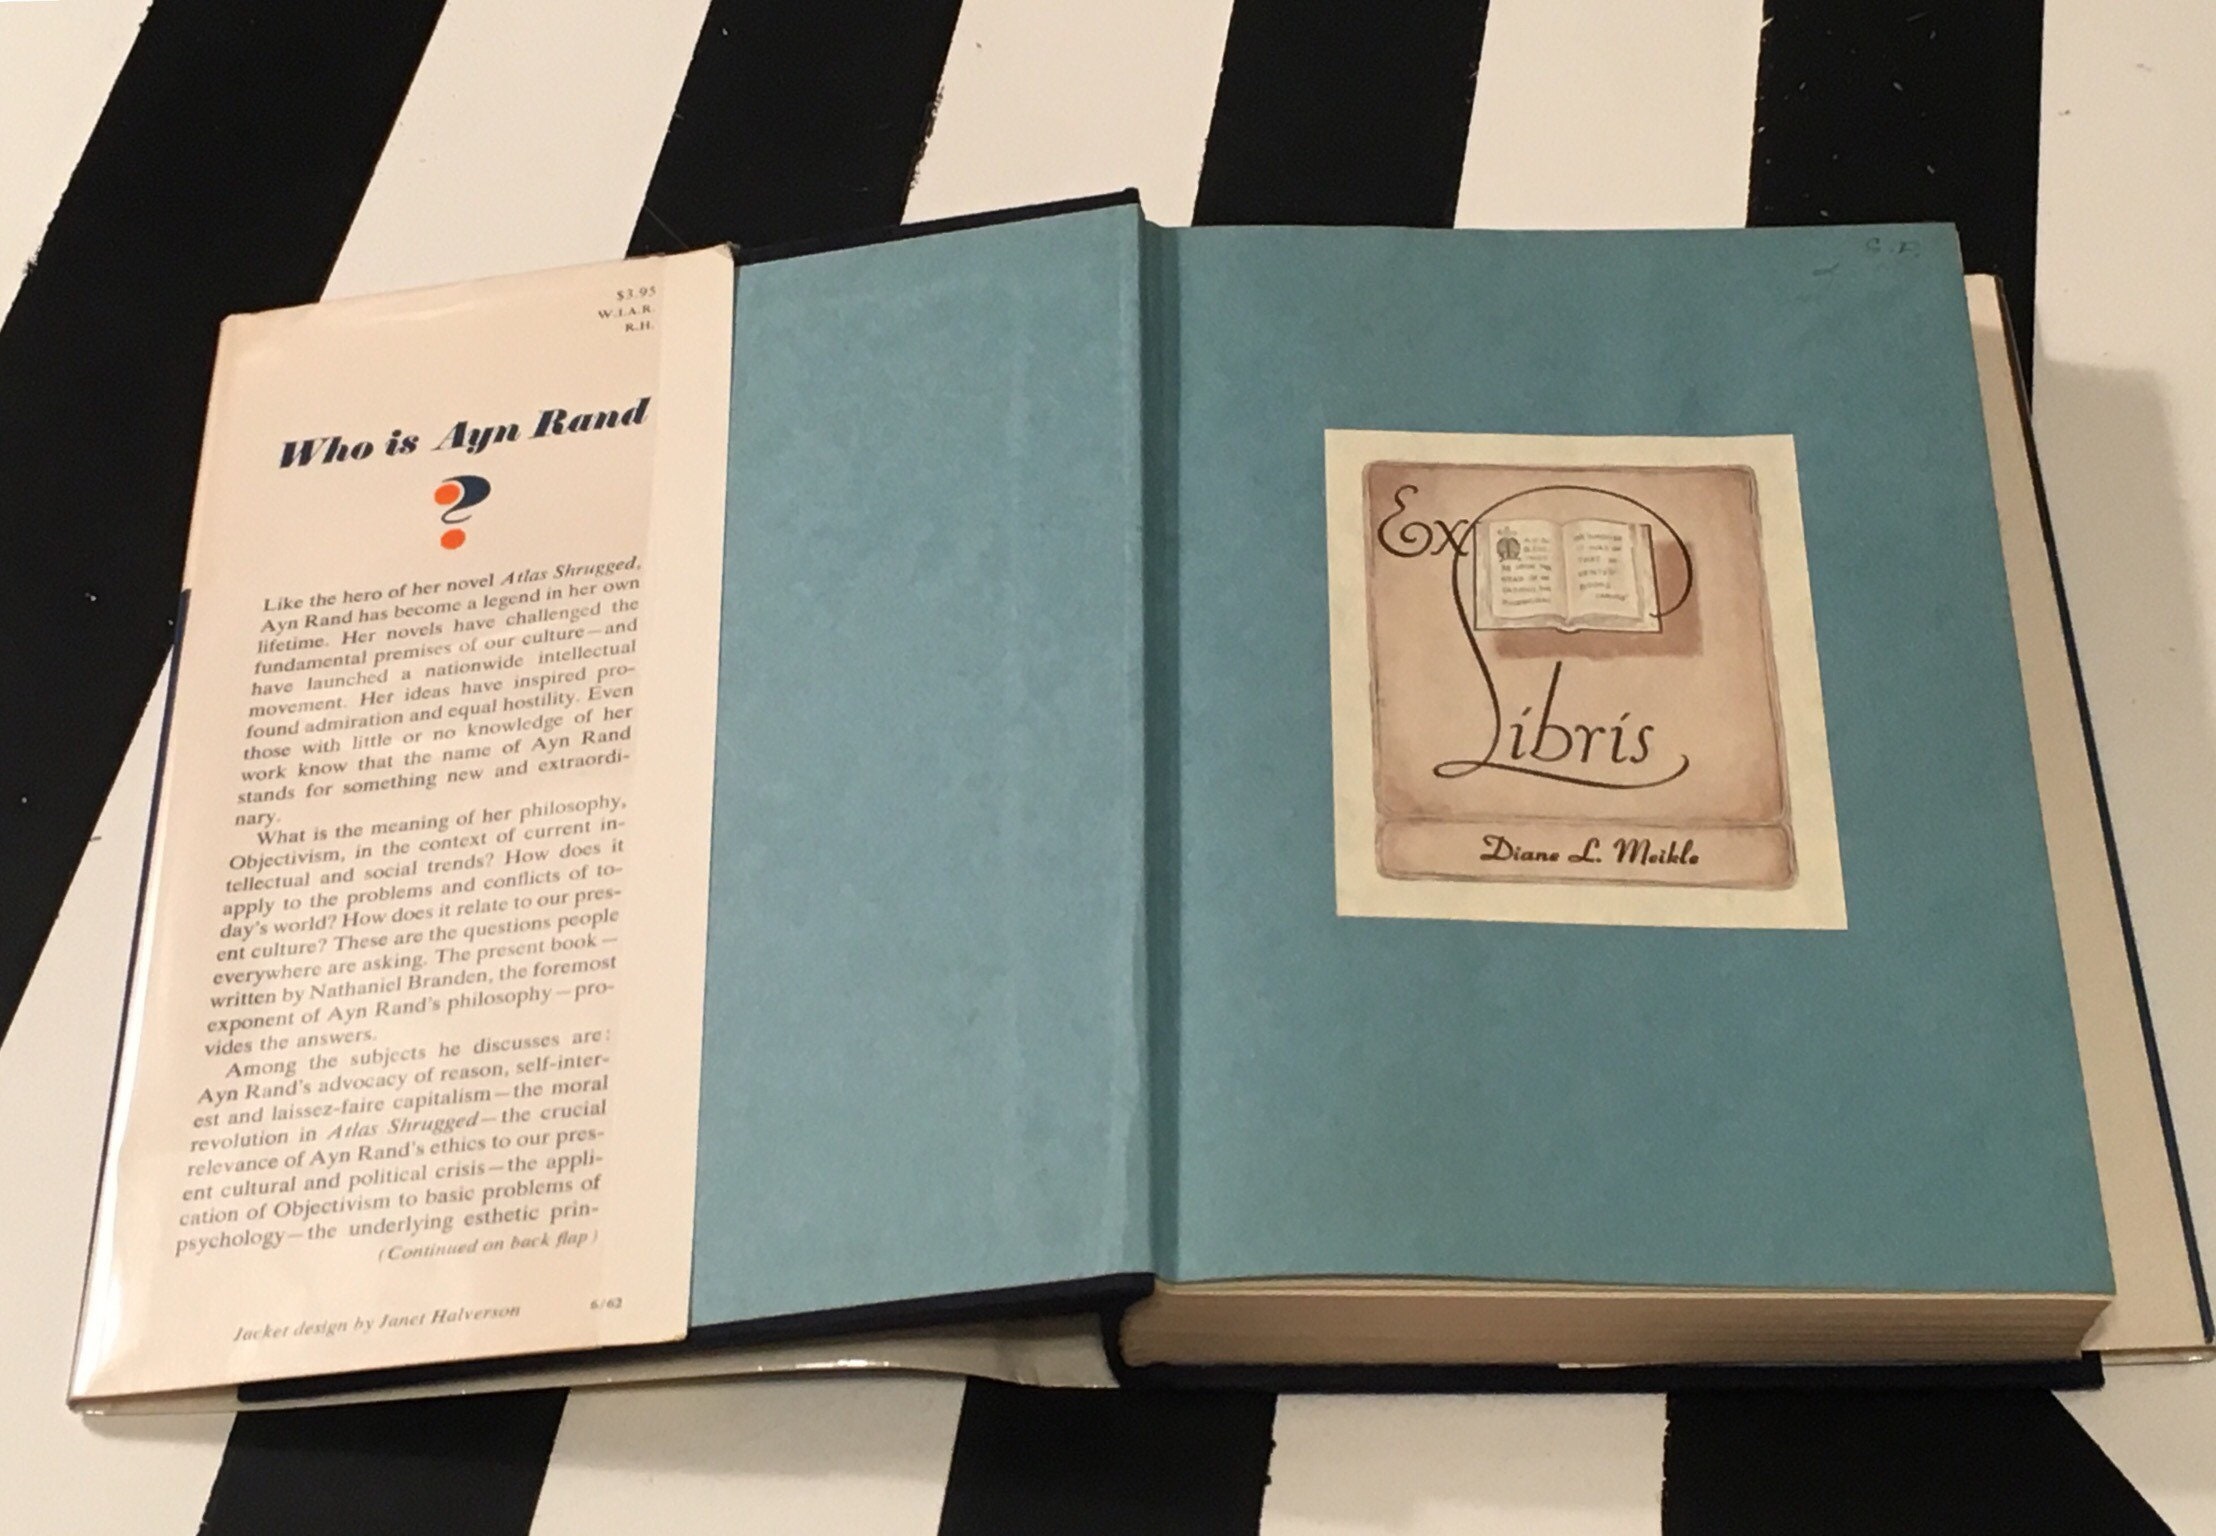 $3.95
W.I.A.R.
R.H.
Who is Ayn Rand
?
Like the hero of her novel Atlas Shrugged,
Ayn Rand has become a legend in her own
lifetime. Her novels have challenged the
fundamental premises of our culture—and
have launched a nationwide intellectual
movement. Her ideas have inspired pro-
found admiration and equal hostility. Even
those with little or no knowledge of her
work know that the name of Ayn Rand
stands for something new and extraordi-
nary.
What is the meaning of her philosophy,
Objectivism, in the context of current in-
tellectual and social trends? How does it
apply to the problems and conflicts of to-
day's world? How does it relate to our pres-
ent culture? These are the questions people
everywhere are asking. The present book—
written by Nathaniel Branden, the foremost
exponent of Ayn Rand's philosophy—pro-
vides the answers.
Among the subjects he discusses are:
Ayn Rand's advocacy of reason, self-inter-
est and laissez-faire capitalism—the moral
revolution in Atlas Shrugged—the crucial
relevance of Ayn Rand's ethics to our pres-
ent cultural and political crisis—the appli-
cation of Objectivism to basic problems of
psychology—the underlying esthetic prin-
(Continued on back flap)
Jacket design by Janet Halverson
6/62
Ex
Libris
Diane L. Meikle